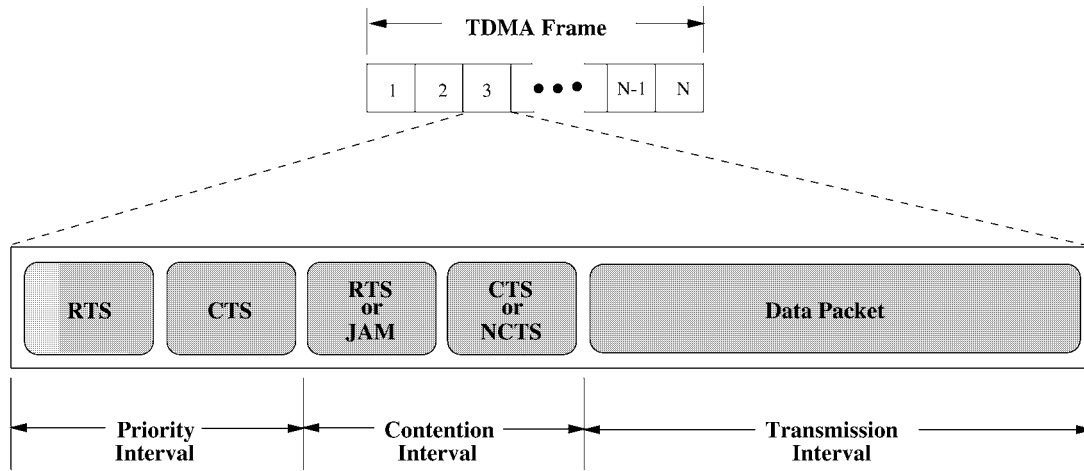 TDMA Frame
1 2 3 ••• N-1 N
RTS CTS RTS or JAM CTS or NCTS Data Packet
Priority Interval Contention Interval Transmission Interval